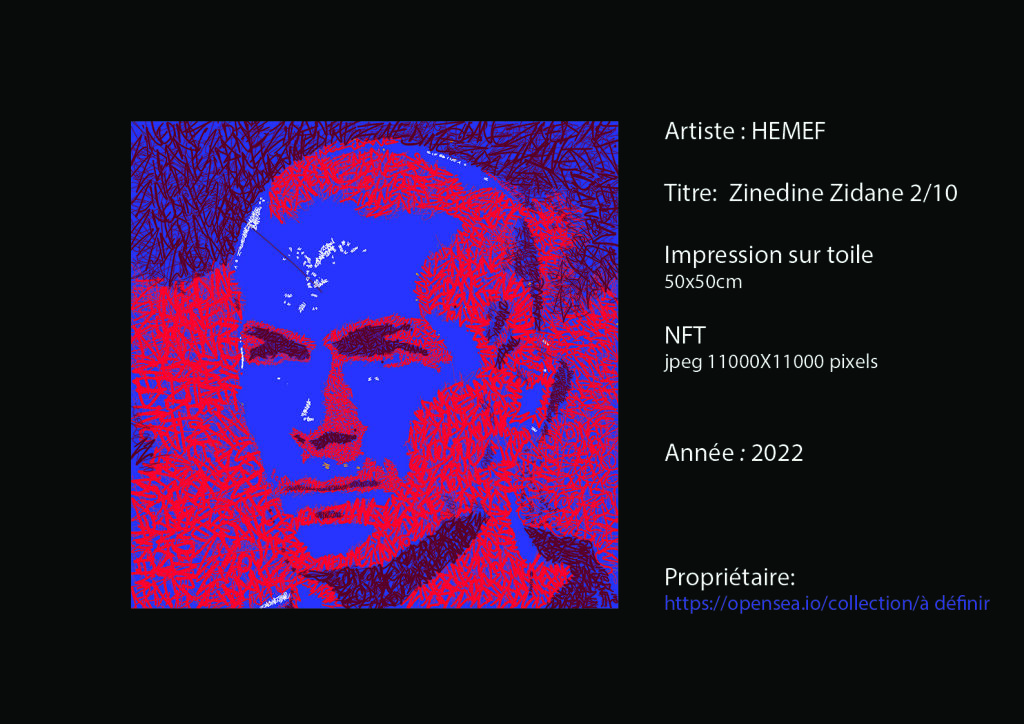 Artiste : HEMEF
Titre: Zinedine Zidane 2/10
Impression sur toile
50x50cm
NFT
jpeg 11000X11000 pixels
Année : 2022
Propriétaire:
https://opensea.io/collection/à définir